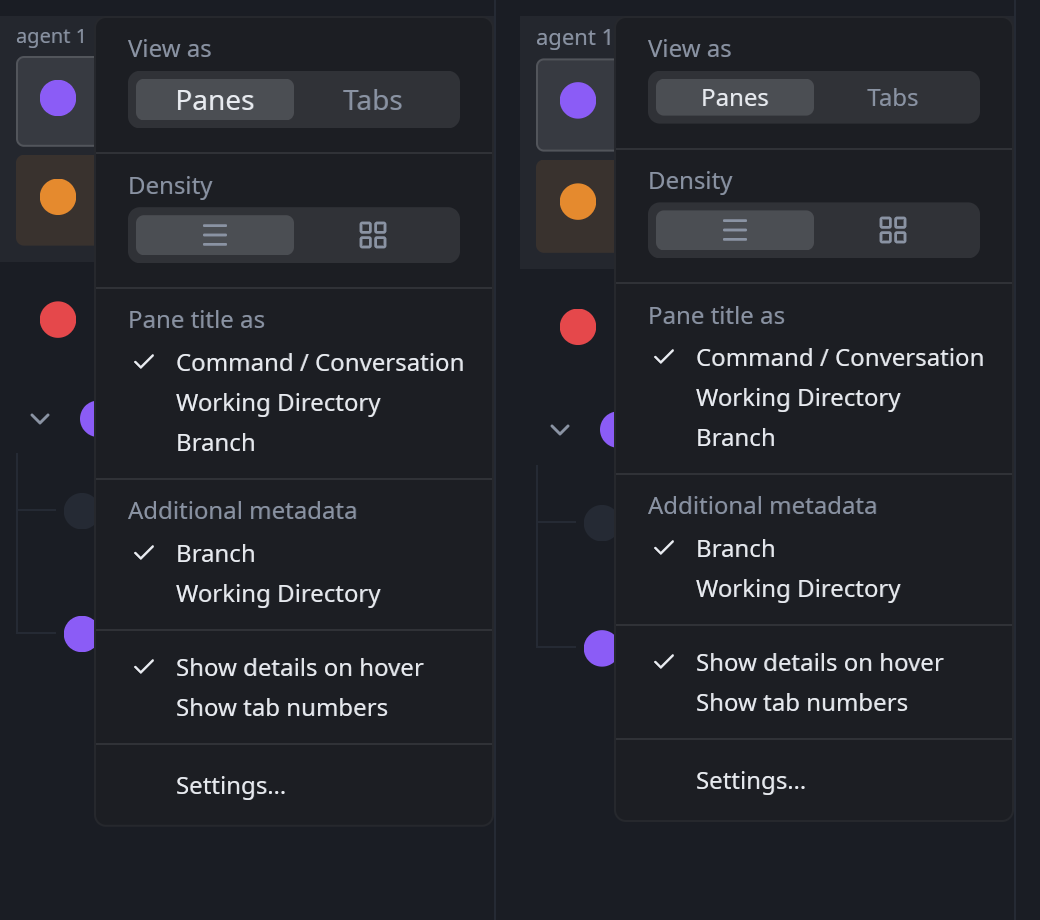 agent 1
View as
Panes Tabs
Density
Pane title as
Command / Conversation
Working Directory
Branch
Additional metadata
Branch
Working Directory
Show details on hover
Show tab numbers
Settings...
agent 1
View as
Panes Tabs
Density
Pane title as
Command / Conversation
Working Directory
Branch
Additional metadata
Branch
Working Directory
Show details on hover
Show tab numbers
Settings...